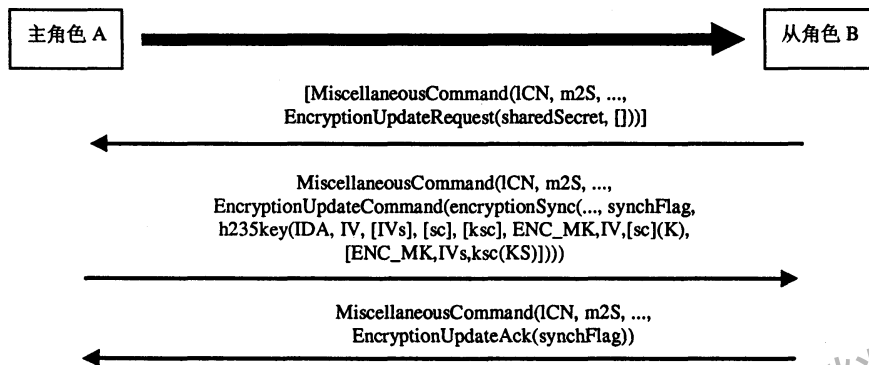 主角色 A
从角色 B
[MiscellaneousCommand(lCN, m2S, ...,
EncryptionUpdateRequest(sharedSecret, []))]
MiscellaneousCommand(lCN, m2S, ...,
EncryptionUpdateCommand(encryptionSync(..., synchFlag,
h235key(IDA, IV, [IVs], [sc], [ksc], ENC_MK,IV,[sc](K),
[ENC_MK,IVs,ksc(KS)])))
MiscellaneousCommand(lCN, m2S, ...,
EncryptionUpdateAck(synchFlag))